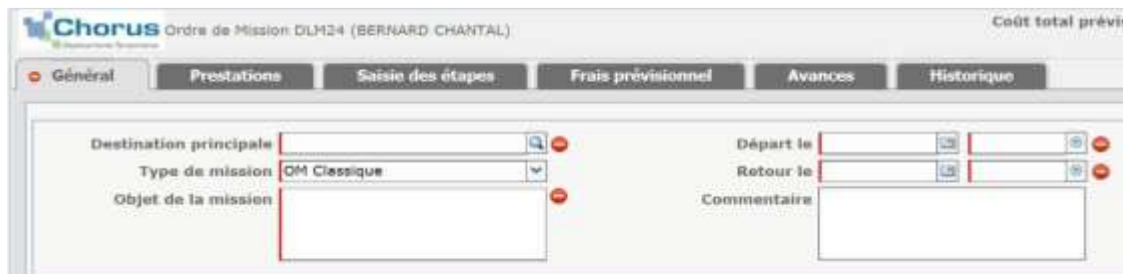 Chorus Ordre de Mission DLM24 (BERNARD CHANTAL) Coût total prévi
Général Prestations Saisie des étapes Frais prévisionnel Avances Historique
Destination principale Départ le
Type de mission OM Classique Retour le
Objet de la mission Commentaire